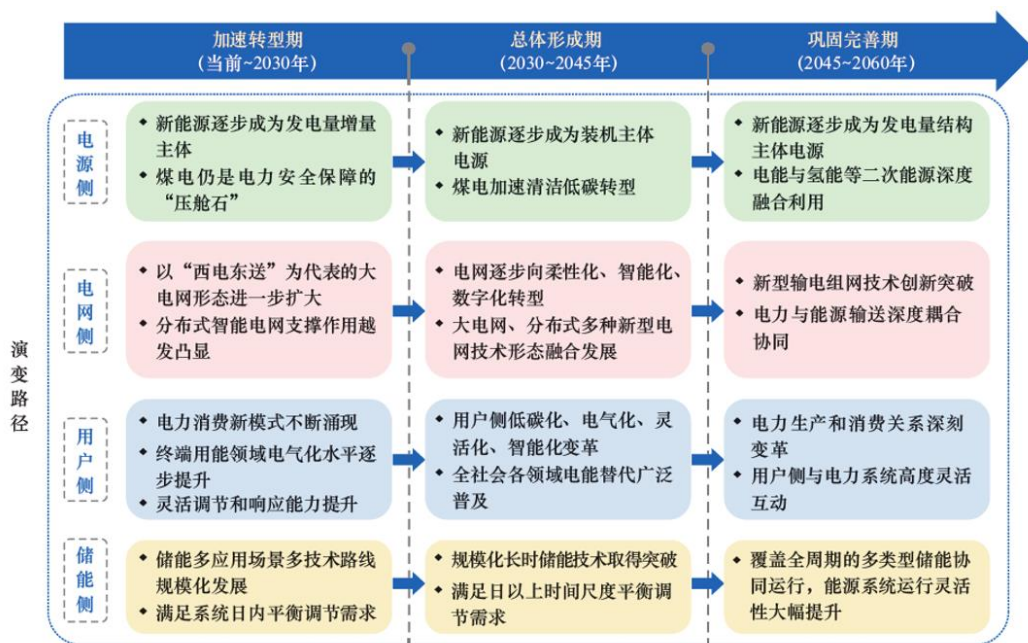 加速转型期
(当前~2030年)
总体形成期
(2030~2045年)
巩固完善期
(2045~2060年)
演变路径
电源侧
新能源逐步成为发电量增量
主体
煤电仍是电力安全保障的
“压舱石”
新能源逐步成为装机主体
电源
煤电加速清洁低碳转型
新能源逐步成为发电量结构
主体电源
电能与氢能等二次能源深度
融合利用
电网侧
以“西电东送”为代表的大
电网形态进一步扩大
分布式智能电网支撑作用越
发凸显
电网逐步向柔性化、智能化、
数字化转型
大电网、分布式多种新型电
网技术形态融合发展
新型输电组网技术创新突破
电力与能源输送深度耦合
协同
用户侧
电力消费新模式不断涌现
终端用能领域电气化水平逐
步提升
灵活调节和响应能力提升
用户侧低碳化、电气化、灵
活化、智能化变革
全社会各领域电能替代广泛
普及
电力生产和消费关系深刻
变革
用户侧与电力系统高度灵活
互动
储能侧
储能多应用场景多技术路线
规模化发展
满足系统日内平衡调节需求
规模化长时储能技术取得突破
满足日以上时间尺度平衡调
节需求
覆盖全周期的多类型储能协
同运行，能源系统运行灵活
性大幅提升